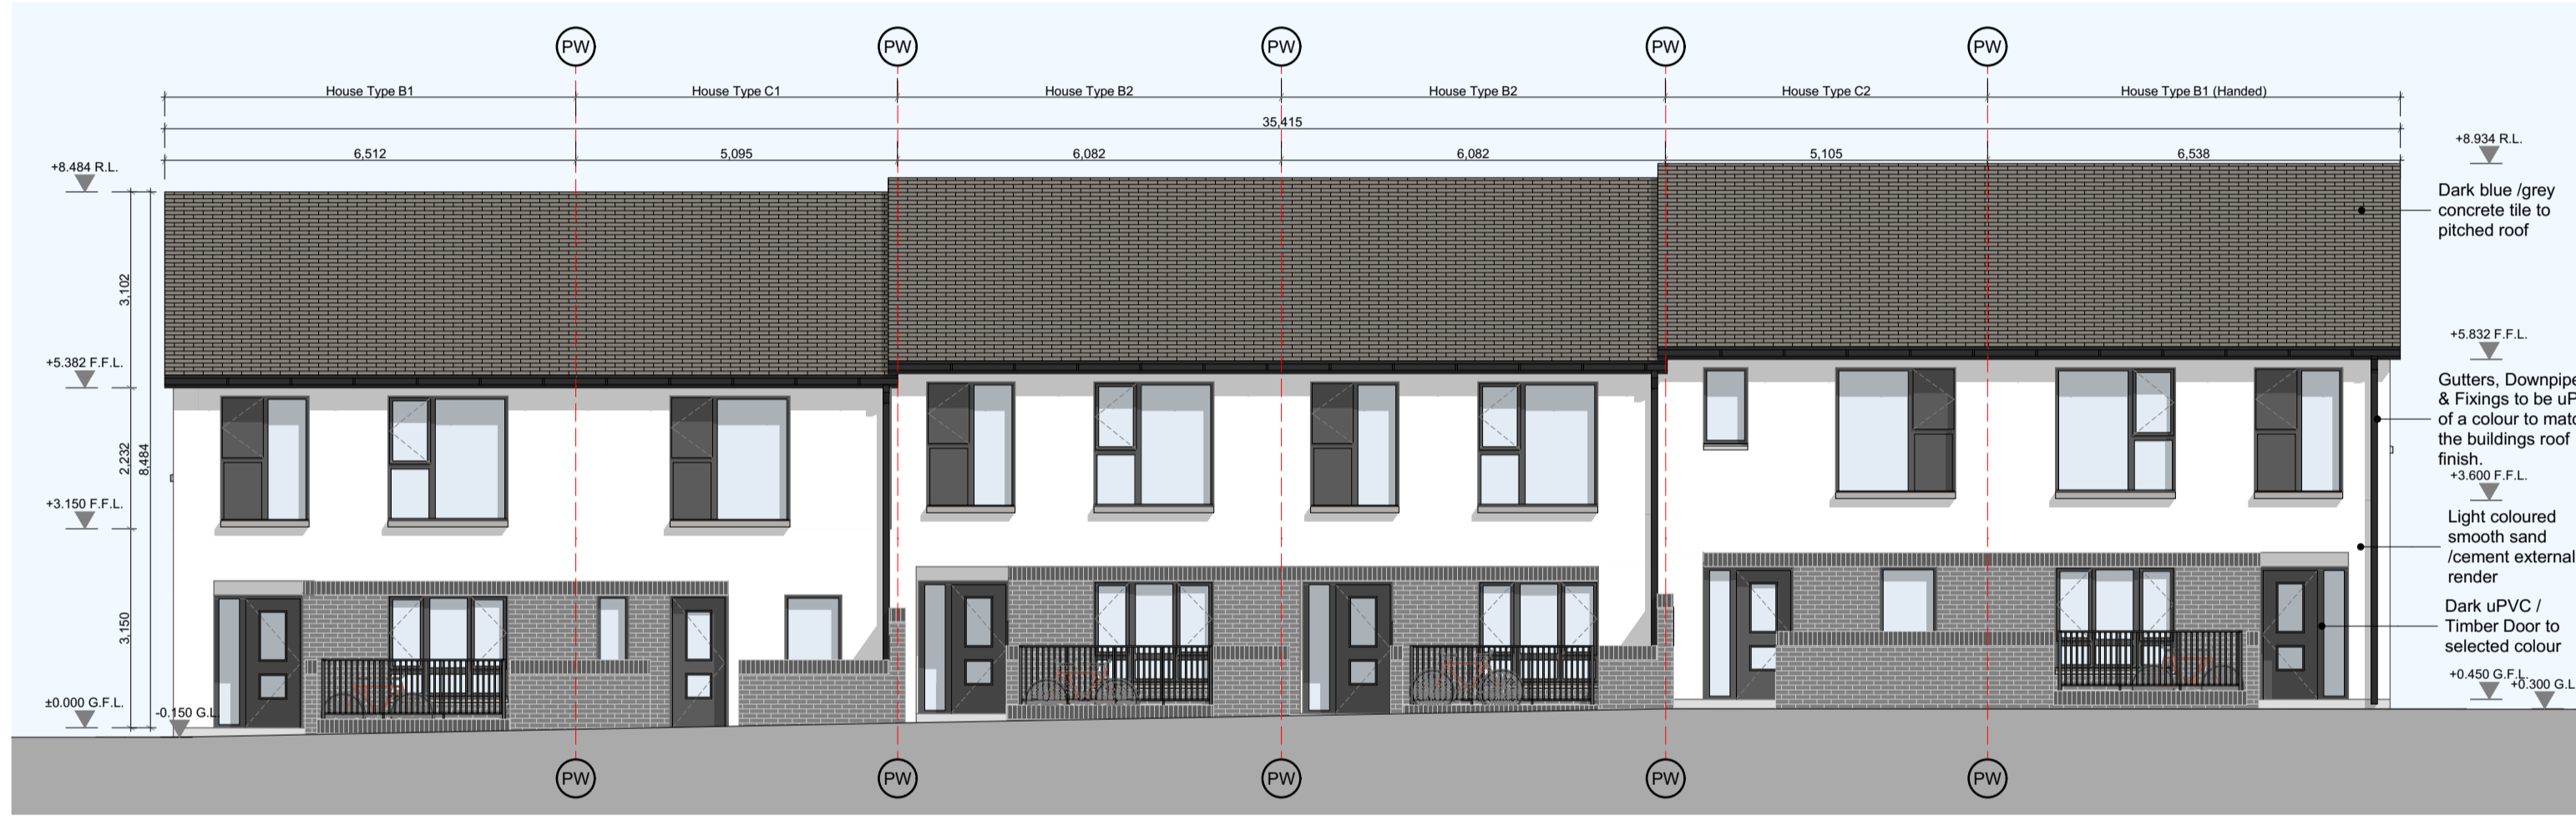 PW PW PW PW PW
House Type B1 House Type C1 House Type B2 House Type B2 House Type C2 House Type B1 (Handed)
35,415
6,512 5,095 6,082 6,082 5,105 6,538
+8.484 R.L.
+8.934 R.L.
Dark blue /grey
concrete tile to
pitched roof
3,102
+5.382 F.F.L.
+5.832 F.F.L.
Gutters, Downpipe
& Fixings to be uP
of a colour to matc
the buildings roof
finish.
2,232
8,484
+3.150 F.F.L.
+3.600 F.F.L.
Light coloured
smooth sand
/cement external
render
3,150
Dark uPVC /
Timber Door to
selected colour
±0.000 G.F.L.
-0.150 G.L.
+0.450 G.F.L.
+0.300 G.L
PW PW PW PW PW